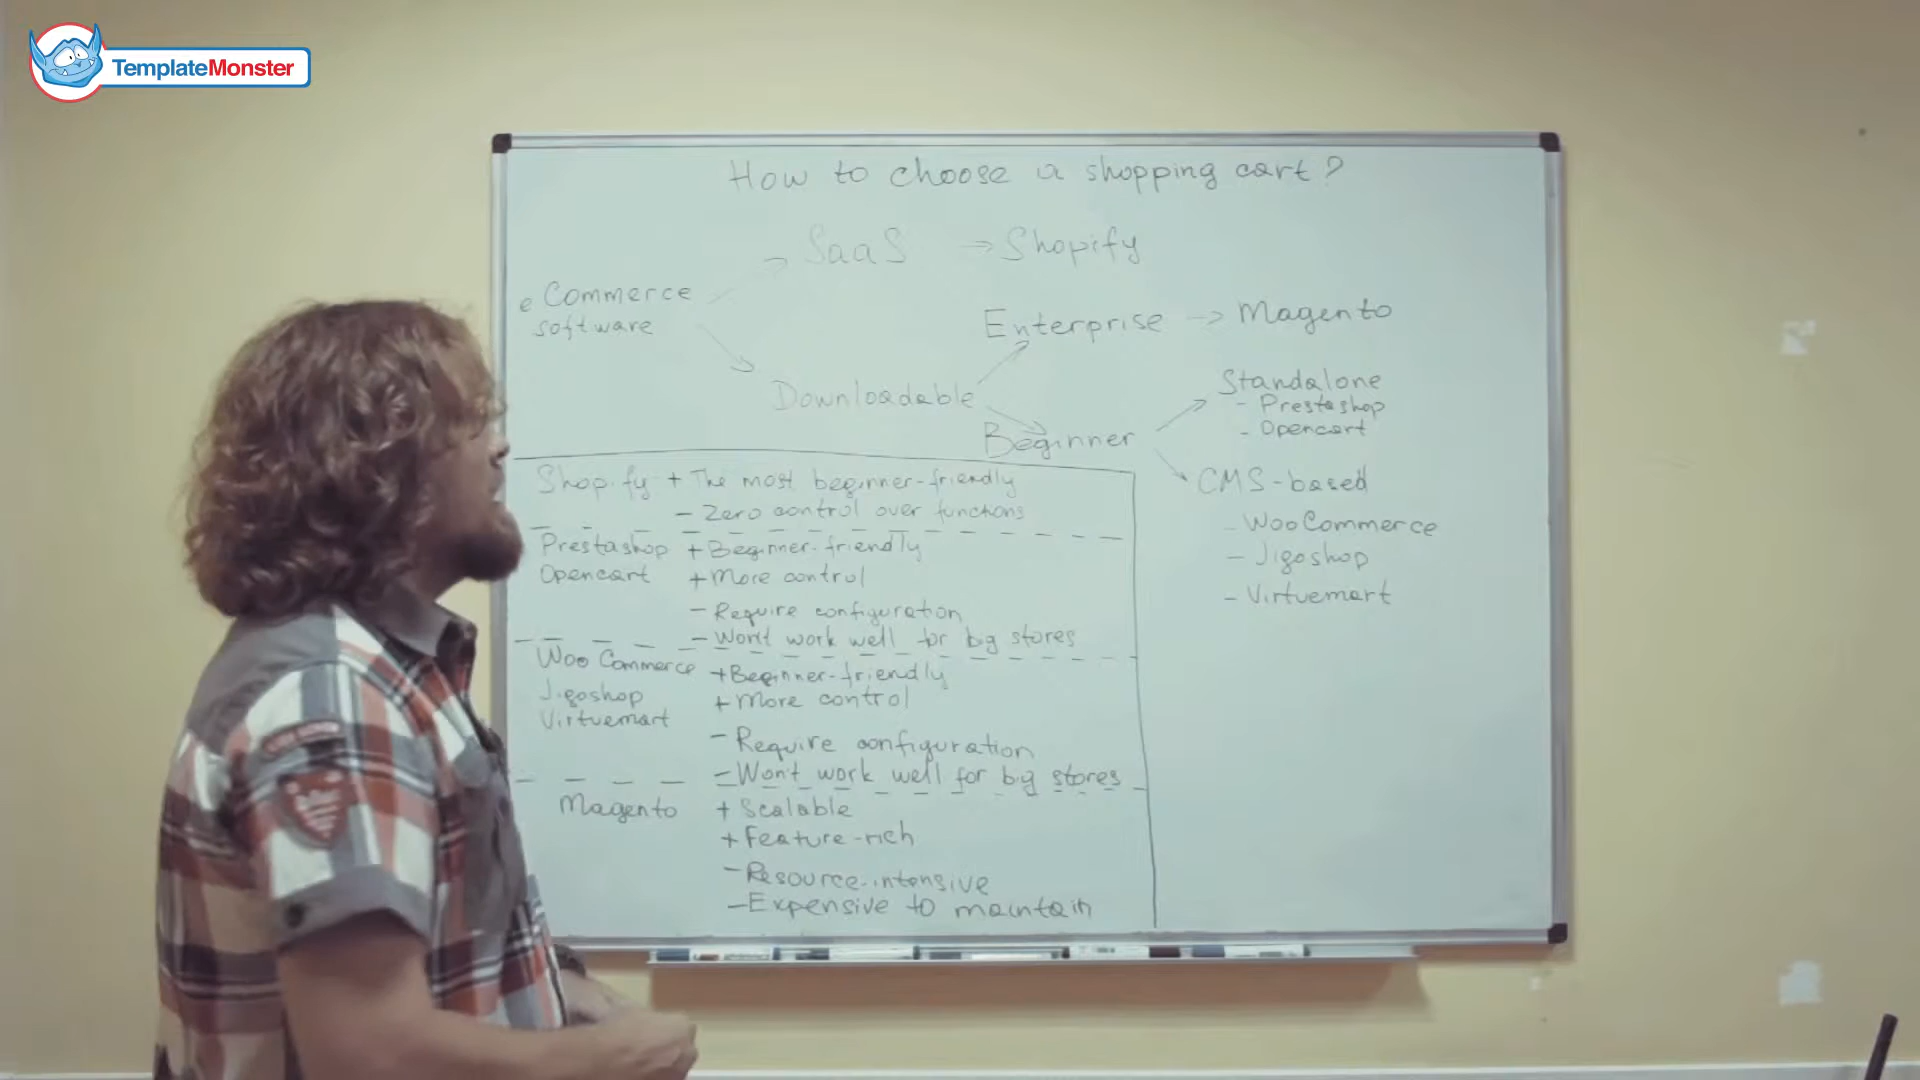 TemplateMonster
How to choose a shopping cart?
SaaS → Shopify
eCommerce
software
Enterprise → Magento
Downloadable
Beginner
Standalone
- Prestashop
- Opencart
CMS-based
- WooCommerce
- Jigoshop
- Virtuemart
Shopify + The most beginner-friendly
- Zero control over functions
Prestashop + Beginner-friendly
Opencart + More control
- Require configuration
- Won't work well for big stores
WooCommerce + Beginner-friendly
Jigoshop + More control
Virtuemart
- Require configuration
- Won't work well for big stores
Magento + Scalable
+ Feature-rich
- Resource-intensive
- Expensive to maintain